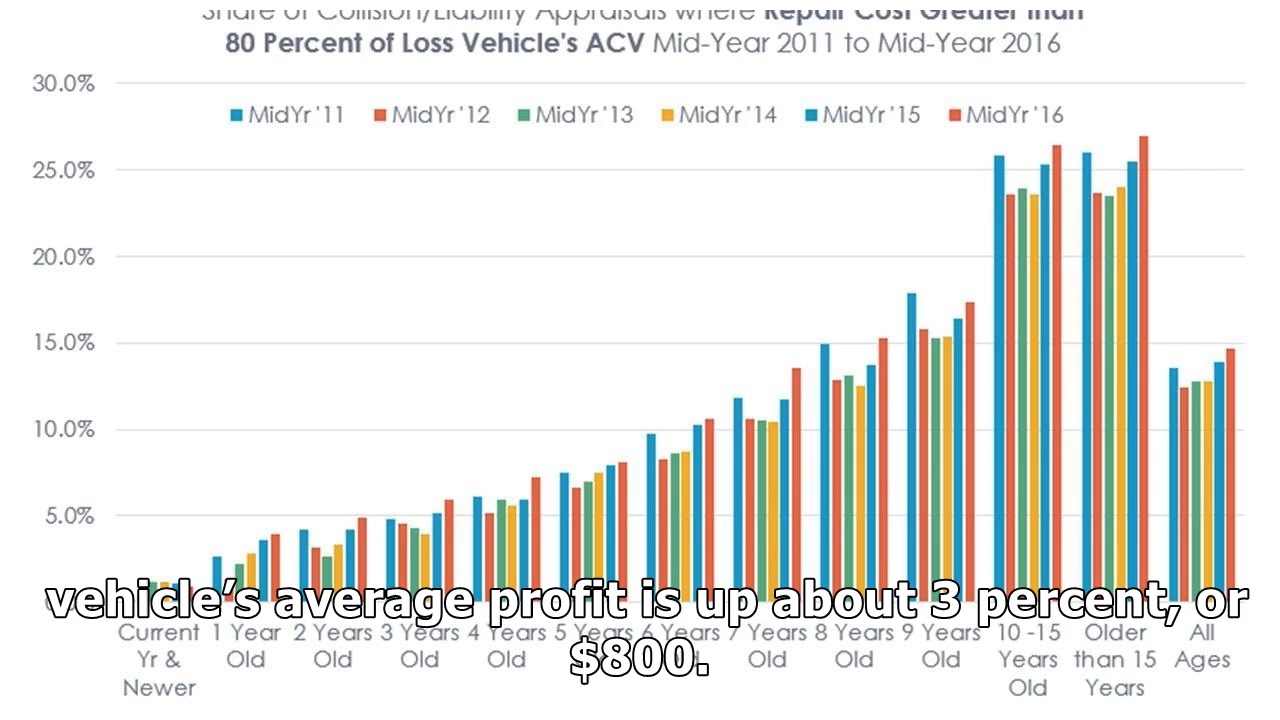 Share of Collision/Liability Appraisals where Repair Cost Greater than
80 Percent of Loss Vehicle's ACV Mid-Year 2011 to Mid-Year 2016
30.0%
MidYr '11 MidYr '12 MidYr '13 MidYr '14 MidYr '15 MidYr '16
25.0%
20.0%
15.0%
10.0%
5.0%
vehicle's average profit is up about 3 percent, or
$800.
Current Yr & Newer
1 Year Old
2 Years Old
3 Years Old
4 Years Old
5 Years
6 Years
7 Years Old
8 Years Old
9 Years Old
10 -15 Years Old
Older than 15 Years
All Ages